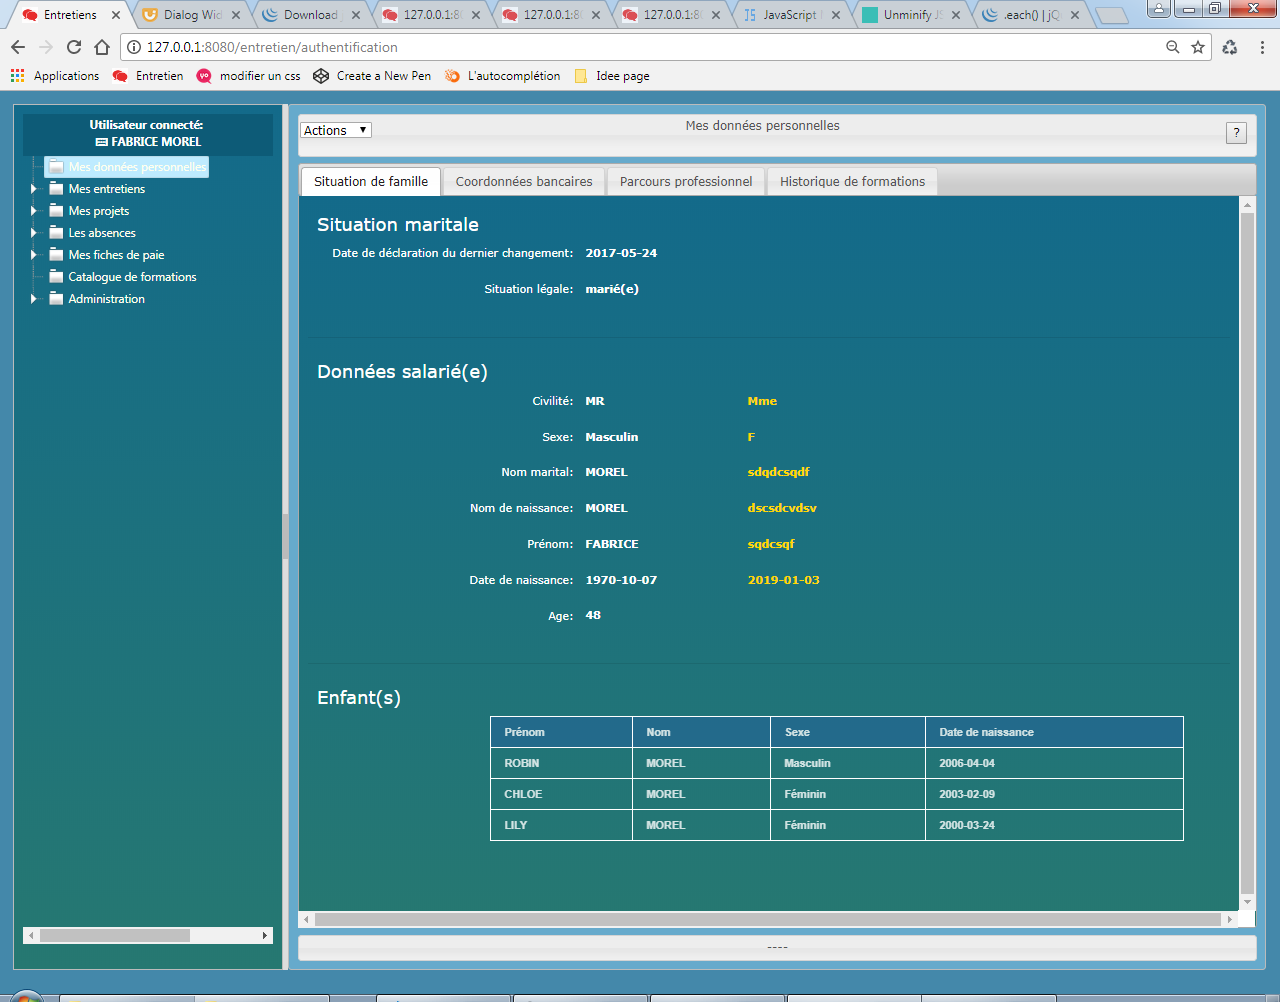 Entretiens
Dialog Wid
Download
127.0.0.1:8
127.0.0.1:8
127.0.0.1:8
JavaScript
Unminify JS
.each() | jQ
127.0.0.1:8080/entretien/authentification
Applications
Entretien
modifier un css
Create a New Pen
L'autocomplétion
Idee page
Utilisateur connecté:
FABRICE MOREL
Mes données personnelles
Mes entretiens
Mes projets
Les absences
Mes fiches de paie
Catalogue de formations
Administration
Actions
Mes données personnelles
?
Situation de famille
Coordonnées bancaires
Parcours professionnel
Historique de formations
Situation maritale
Date de déclaration du dernier changement: 2017-05-24
Situation légale: marié(e)
Données salarié(e)
Civilité: MR Mme
Sexe: Masculin F
Nom marital: MOREL sdqdcsqdf
Nom de naissance: MOREL dscsdcvdsv
Prénom: FABRICE sqdcsqf
Date de naissance: 1970-10-07 2019-01-03
Age: 48
Enfant(s)
Prénom Nom Sexe Date de naissance
ROBIN MOREL Masculin 2006-04-04
CHLOE MOREL Féminin 2003-02-09
LILY MOREL Féminin 2000-03-24
----